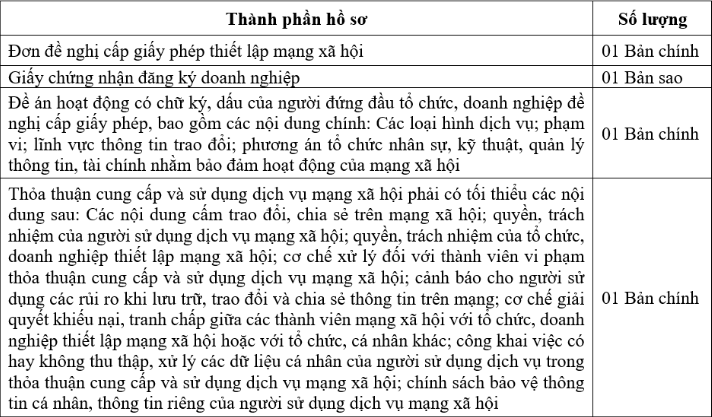 Thành phần hồ sơ
Số lượng
Đơn đề nghị cấp giấy phép thiết lập mạng xã hội
01 Bản chính
Giấy chứng nhận đăng ký doanh nghiệp
01 Bản sao
Đề án hoạt động có chữ ký, dấu của người đứng đầu tổ chức, doanh nghiệp đề
nghị cấp giấy phép, bao gồm các nội dung chính: Các loại hình dịch vụ; phạm
vi; lĩnh vực thông tin trao đổi; phương án tổ chức nhân sự, kỹ thuật, quản lý
thông tin, tài chính nhằm bảo đảm hoạt động của mạng xã hội
01 Bản chính
Thỏa thuận cung cấp và sử dụng dịch vụ mạng xã hội phải có tối thiểu các nội
dung sau: Các nội dung cấm trao đổi, chia sẻ trên mạng xã hội; quyền, trách
nhiệm của người sử dụng dịch vụ mạng xã hội; quyền, trách nhiệm của tổ chức,
doanh nghiệp thiết lập mạng xã hội; cơ chế xử lý đối với thành viên vi phạm
thỏa thuận cung cấp và sử dụng dịch vụ mạng xã hội; cảnh báo cho người sử
dụng các rủi ro khi lưu trữ, trao đổi và chia sẻ thông tin trên mạng; cơ chế giải
quyết khiếu nại, tranh chấp giữa các thành viên mạng xã hội với tổ chức, doanh
nghiệp thiết lập mạng xã hội hoặc với tổ chức, cá nhân khác; công khai việc có
hay không thu thập, xử lý các dữ liệu cá nhân của người sử dụng dịch vụ trong
thỏa thuận cung cấp và sử dụng dịch vụ mạng xã hội; chính sách bảo vệ thông
tin cá nhân, thông tin riêng của người sử dụng dịch vụ mạng xã hội
01 Bản chính